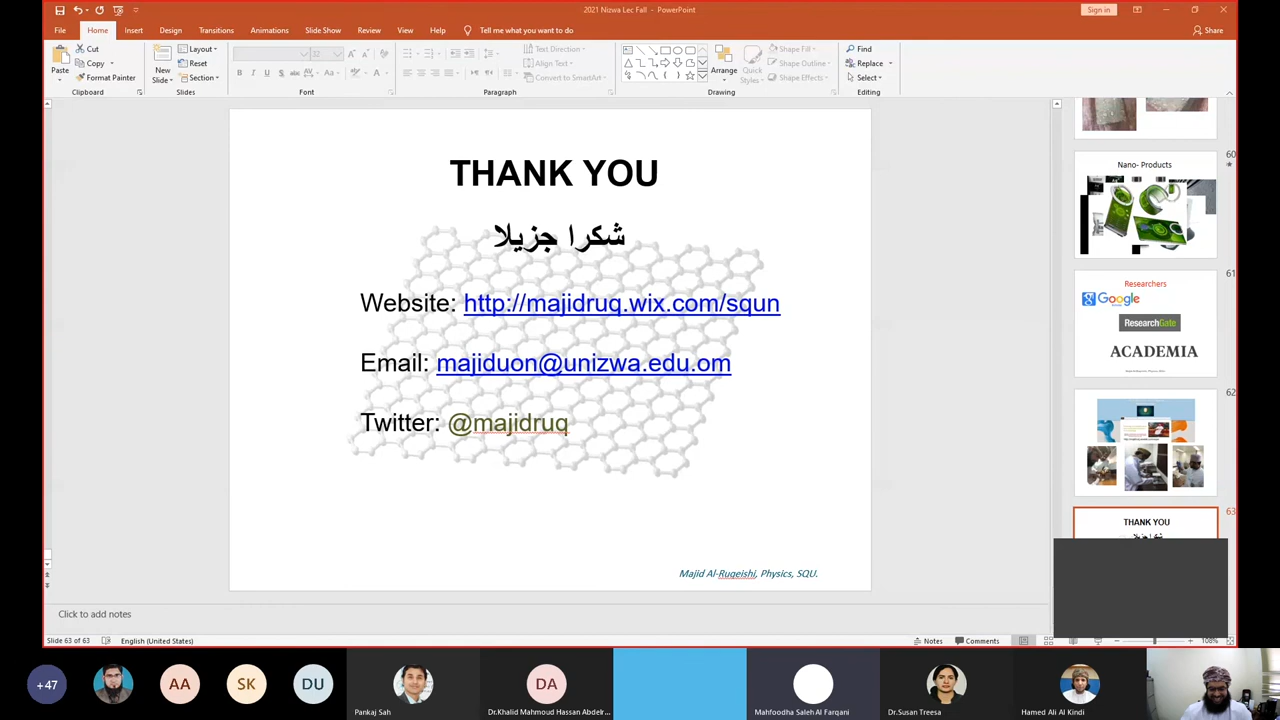 2021 Nizwa Lec Fall - PowerPoint
Sign in
File Home Insert Design Transitions Animations Slide Show Review View Help Tell me what you want to do
Share
Paste
Cut
Copy
Format Painter
Clipboard
New Slide
Layout
Reset
Section
Slides
32
Font
Text Direction
Align Text
Convert to SmartArt
Paragraph
Arrange
Quick Styles
Shape Fill
Shape Outline
Shape Effects
Drawing
Find
Replace
Select
Editing
THANK YOU
شكرا جزيلا
Website: http://majidruq.wix.com/squn
Email: majiduon@unizwa.edu.om
Twitter: @majidruq
Majid Al-Ruqeishi, Physics, SQU.
60
Nano- Products
61
Researchers
Google
ResearchGate
ACADEMIA
62
63
THANK YOU
شكرا جزيلا
Click to add notes
Slide 63 of 63
English (United States)
Notes
Comments
108%
+47
AA
SK
DU
Pankaj Sah
DA
Dr.Khalid Mahmoud Hassan Abdelr...
Mahfoodha Saleh Al Farqani
Dr.Susan Treesa
Hamed Ali Al Kindi